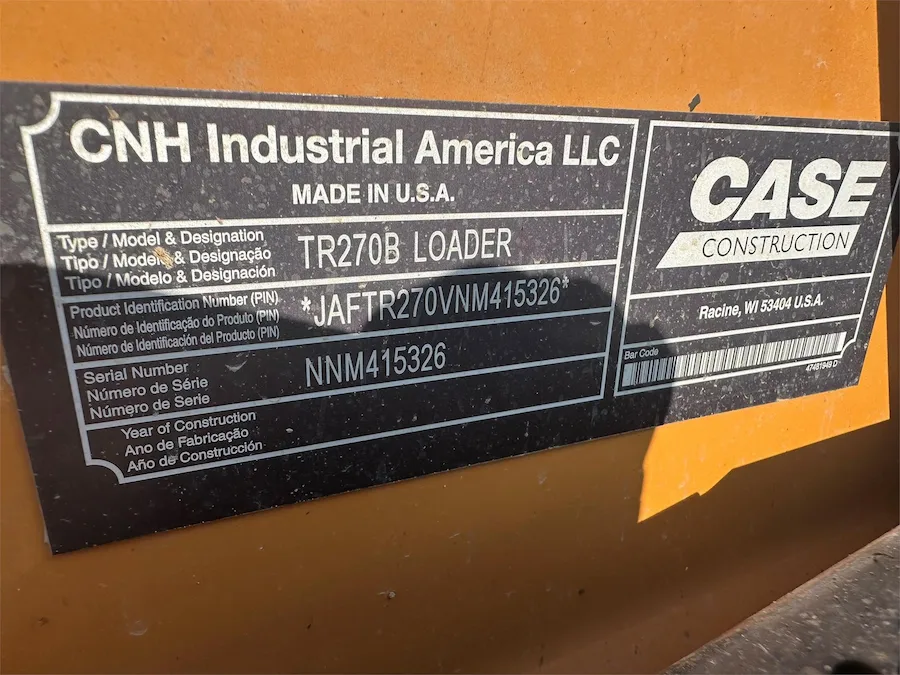 CNH Industrial America LLC
MADE IN U.S.A.
Type / Model & Designation
Tipo / Modelo & Designação
Tipo / Modelo & Designación
TR270B LOADER
Product Identification Number (PIN)
Número de Identificação do Produto (PIN)
Número de Identificación del Producto (PIN)
*JAFTR270VNM415326*
Serial Number
Número de Série
Número de Serie
NNM415326
Year of Construction
Ano de Fabricação
Año de Construcción
CASE
CONSTRUCTION
Racine, WI 53404 U.S.A.
Bar Code
47481949 D